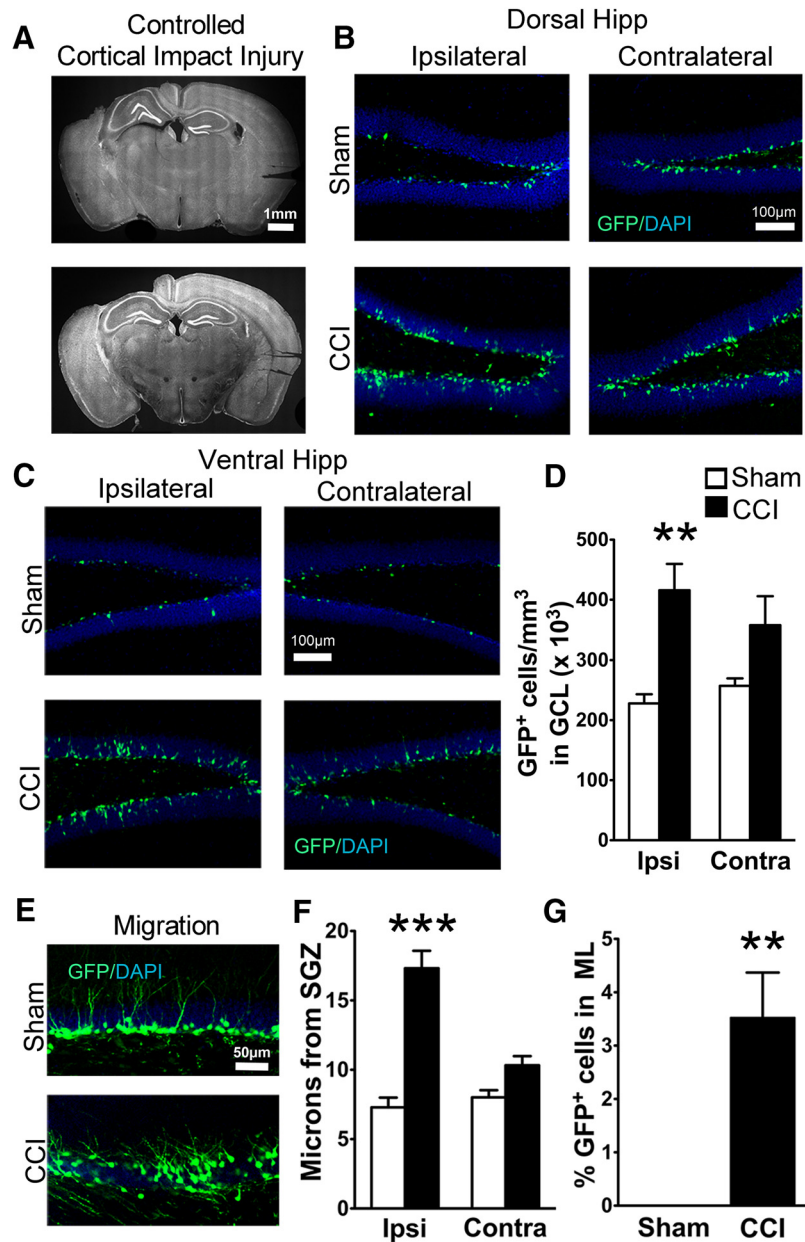 A
Controlled
Cortical Impact Injury
1mm
B
Dorsal Hipp
Ipsilateral
Contralateral
Sham
GFP/DAPI
100µm
CCI
C
Ventral Hipp
Ipsilateral
Contralateral
Sham
100µm
CCI
GFP/DAPI
D
Sham
CCI
GFP+ cells/mm3
in GCL (x 103)
500
400
300
200
100
0
**
Ipsi
Contra
E
Migration
GFP/DAPI
Sham
50µm
CCI
F
Microns from SGZ
20
15
10
5
0
***
Ipsi
Contra
G
% GFP+ cells in ML
5
4
3
2
1
0
**
Sham
CCI